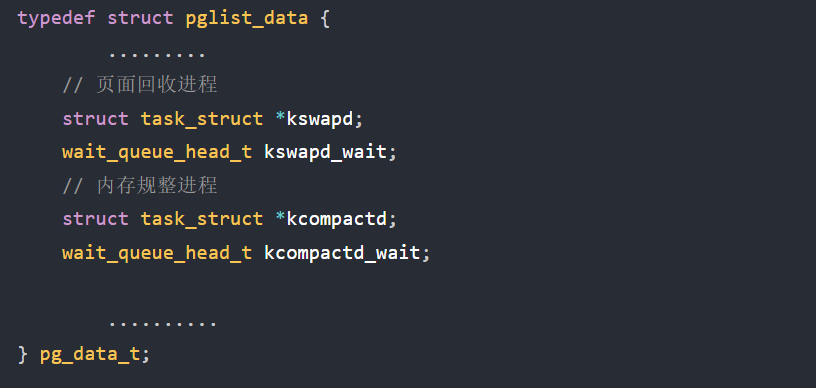 typedef struct pglist_data {
.........
// 页面回收进程
struct task_struct *kswapd;
wait_queue_head_t kswapd_wait;
// 内存规整进程
struct task_struct *kcompactd;
wait_queue_head_t kcompactd_wait;
..........
} pg_data_t;